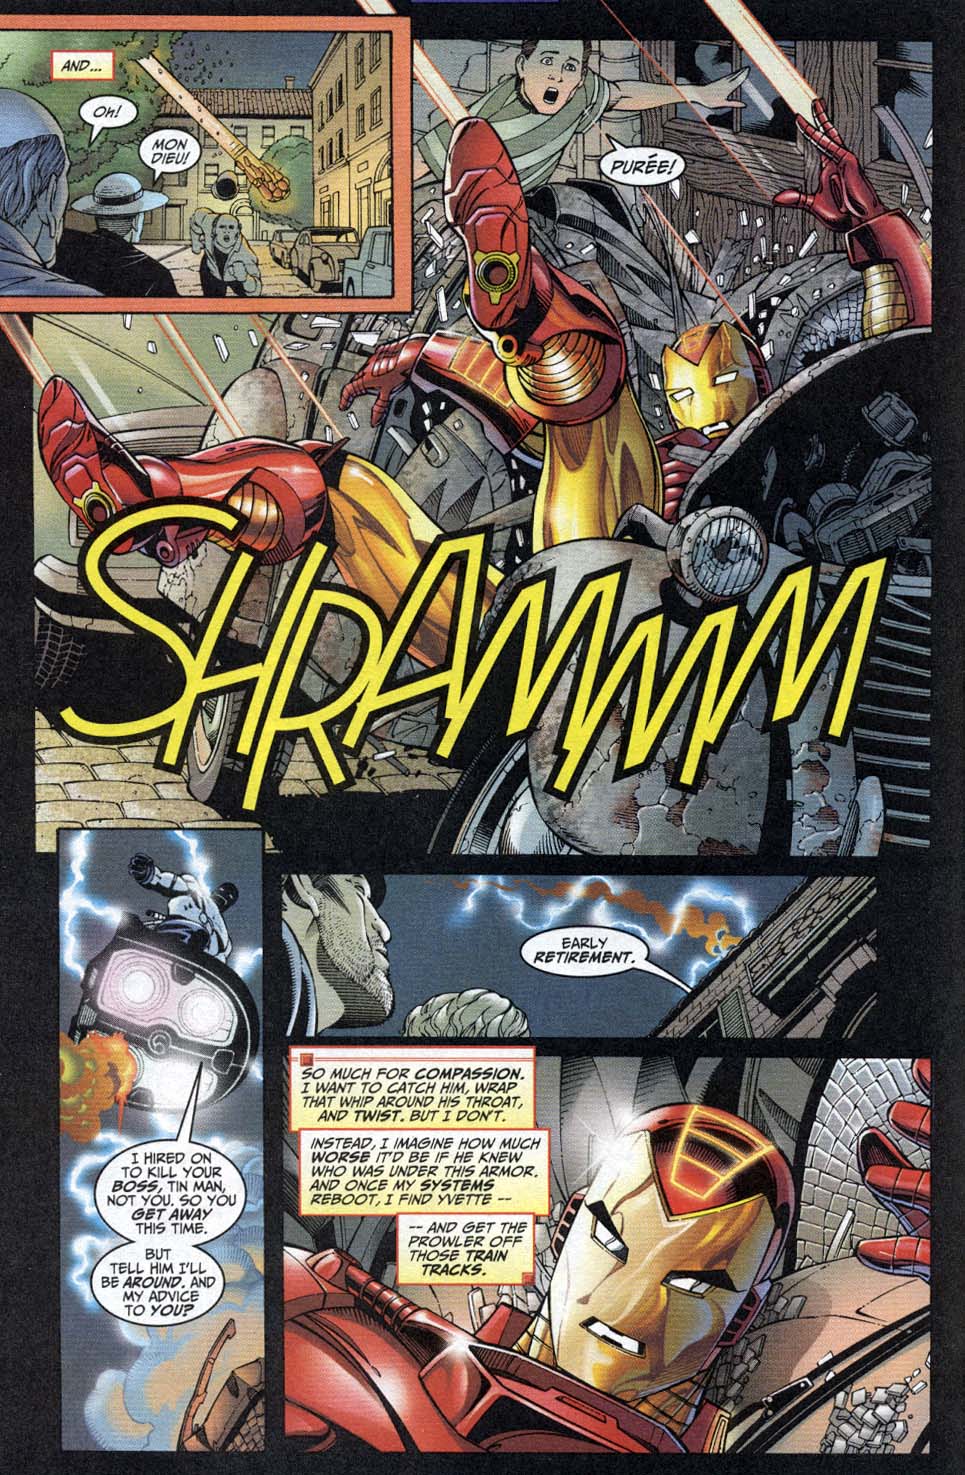 AND...
Oh!
MON
DIEU!
PURÉE!
SHRAMMM
I HIRED ON
TO KILL YOUR
BOSS, TIN MAN,
NOT YOU. SO YOU
GET AWAY
THIS TIME.
BUT
TELL HIM I'LL
BE AROUND. AND
MY ADVICE
TO YOU?
EARLY
RETIREMENT.
SO MUCH FOR COMPASSION.
I WANT TO CATCH HIM, WRAP
THAT WHIP AROUND HIS THROAT,
AND TWIST. BUT I DON'T.
INSTEAD, I IMAGINE HOW MUCH
WORSE IT'D BE IF HE KNEW
WHO WAS UNDER THIS ARMOR.
AND ONCE MY SYSTEMS
REBOOT, I FIND YVETTE --
-- AND GET THE
PROWLER OFF
THOSE TRAIN
TRACKS.